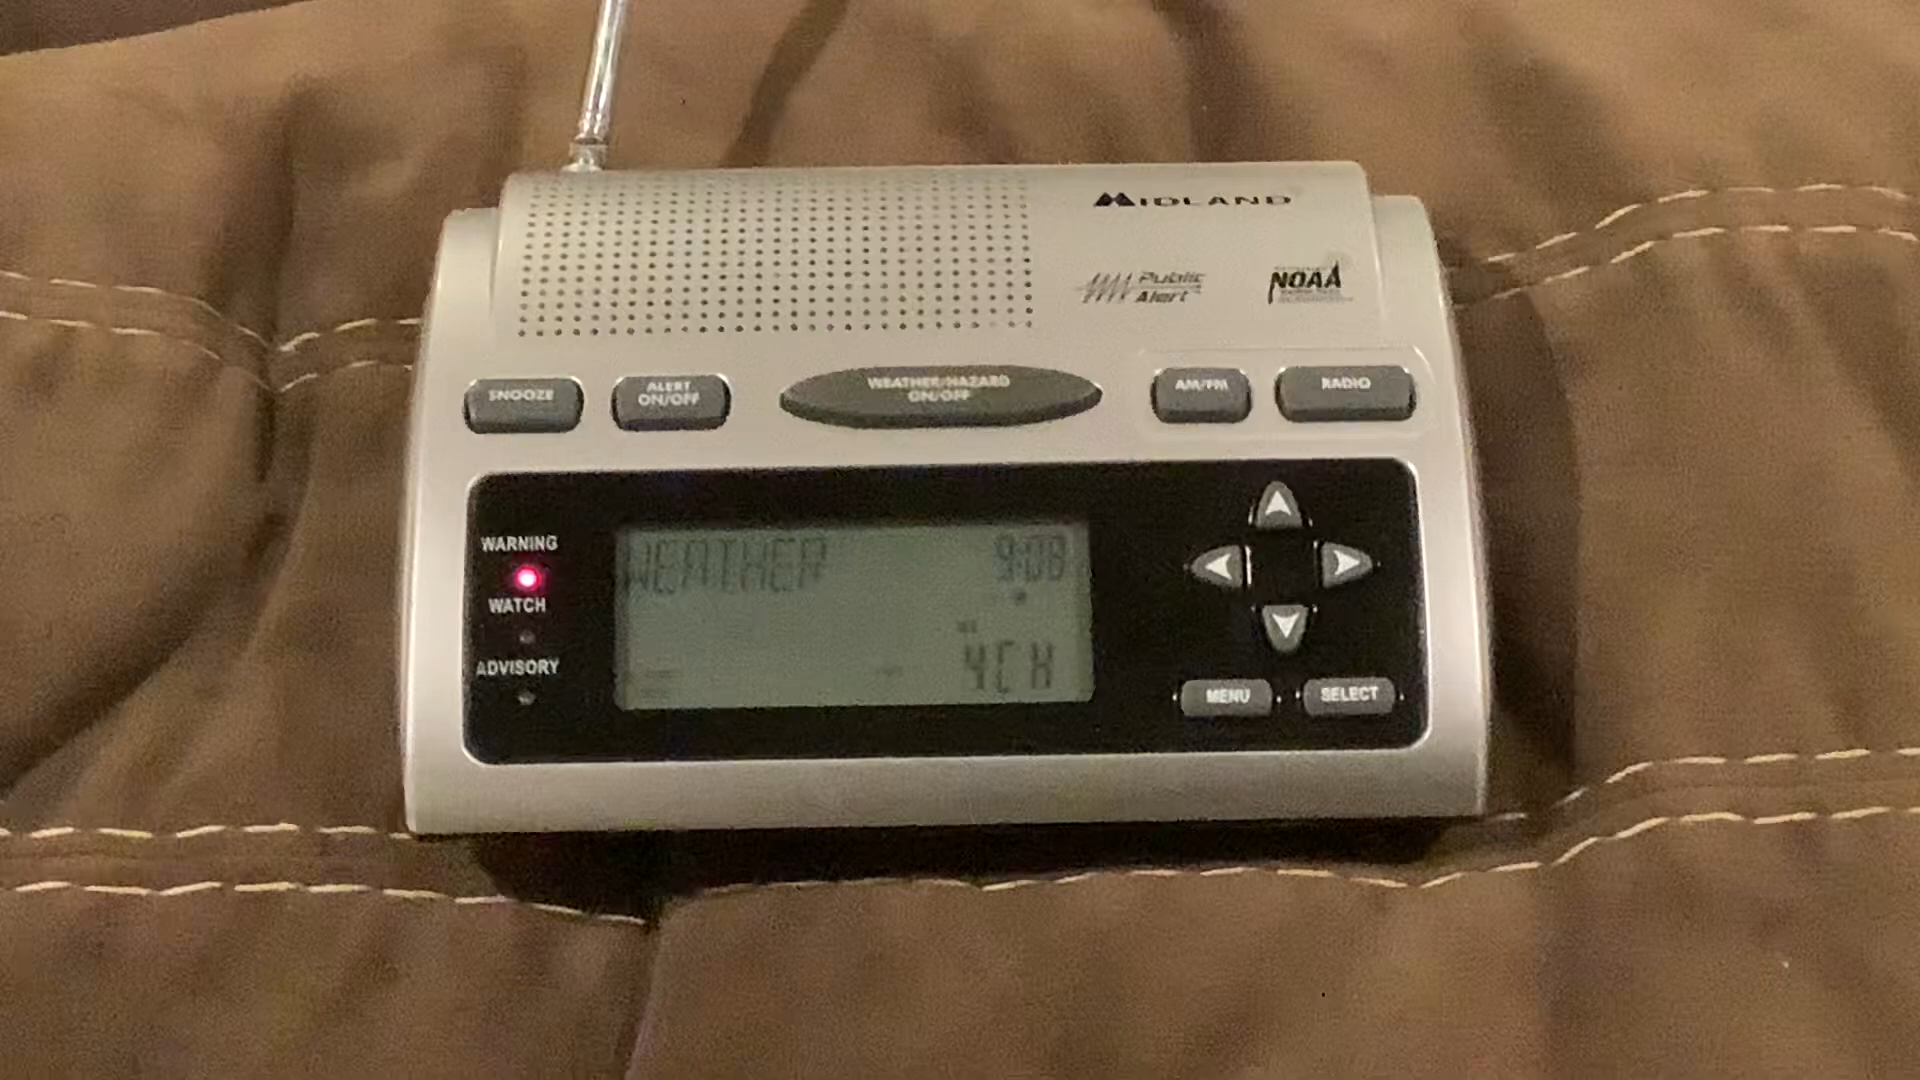 MIDLAND
Public
Alert
NOAA
SNOOZE
ALERT
ON/OFF
WEATHER/HAZARD
ON/OFF
AM/FM
RADIO
WARNING
WATCH
ADVISORY
WEATHER 9:08
4CH
MENU
SELECT